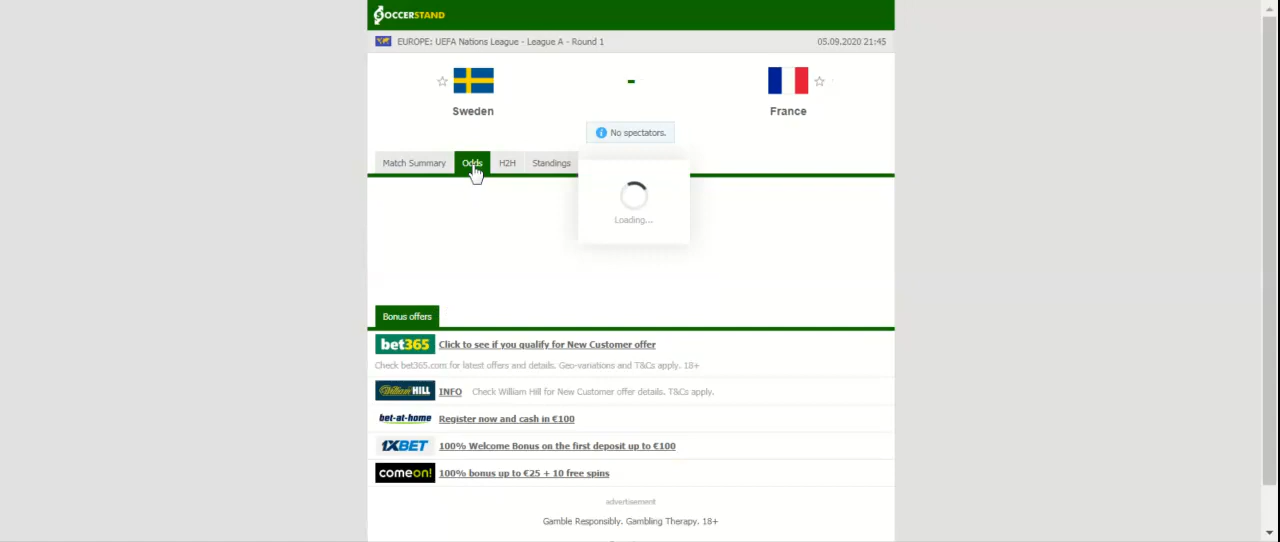 SOCCERSTAND
EUROPE: UEFA Nations League - League A - Round 1 05.09.2020 21:45
-
Sweden France
No spectators.
Match Summary Odds H2H Standings
Loading...
Bonus offers
bet365 Click to see if you qualify for New Customer offer
Check bet365.com for latest offers and details. Geo-variations and T&Cs apply. 18+
William HILL INFO Check William Hill for New Customer offer details. T&Cs apply.
bet-at-home Register now and cash in €100
1XBET 100% Welcome Bonus on the first deposit up to €100
comeon! 100% bonus up to €25 + 10 free spins
advertisement
Gamble Responsibly. Gambling Therapy. 18+